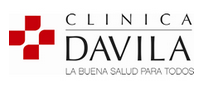 CLINICA
DAVILA
LA BUENA SALUD PARA TODOS